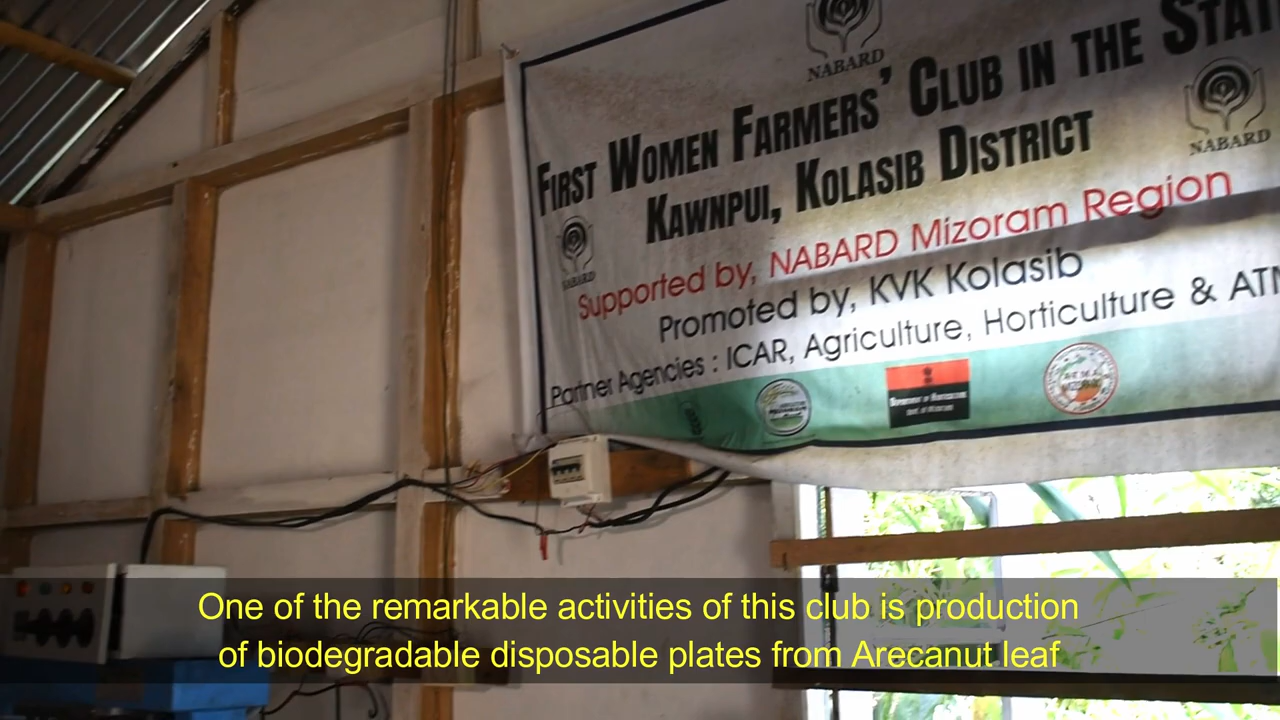 NABARD
FIRST WOMEN FARMERS' CLUB IN THE STAT
NABARD
KAWNPUI, KOLASIB DISTRICT
NABARD
Supported by, NABARD Mizoram Region
Promoted by, KVK Kolasib
Partner Agencies : ICAR, Agriculture, Horticulture & ATM
One of the remarkable activities of this club is production
of biodegradable disposable plates from Arecanut leaf